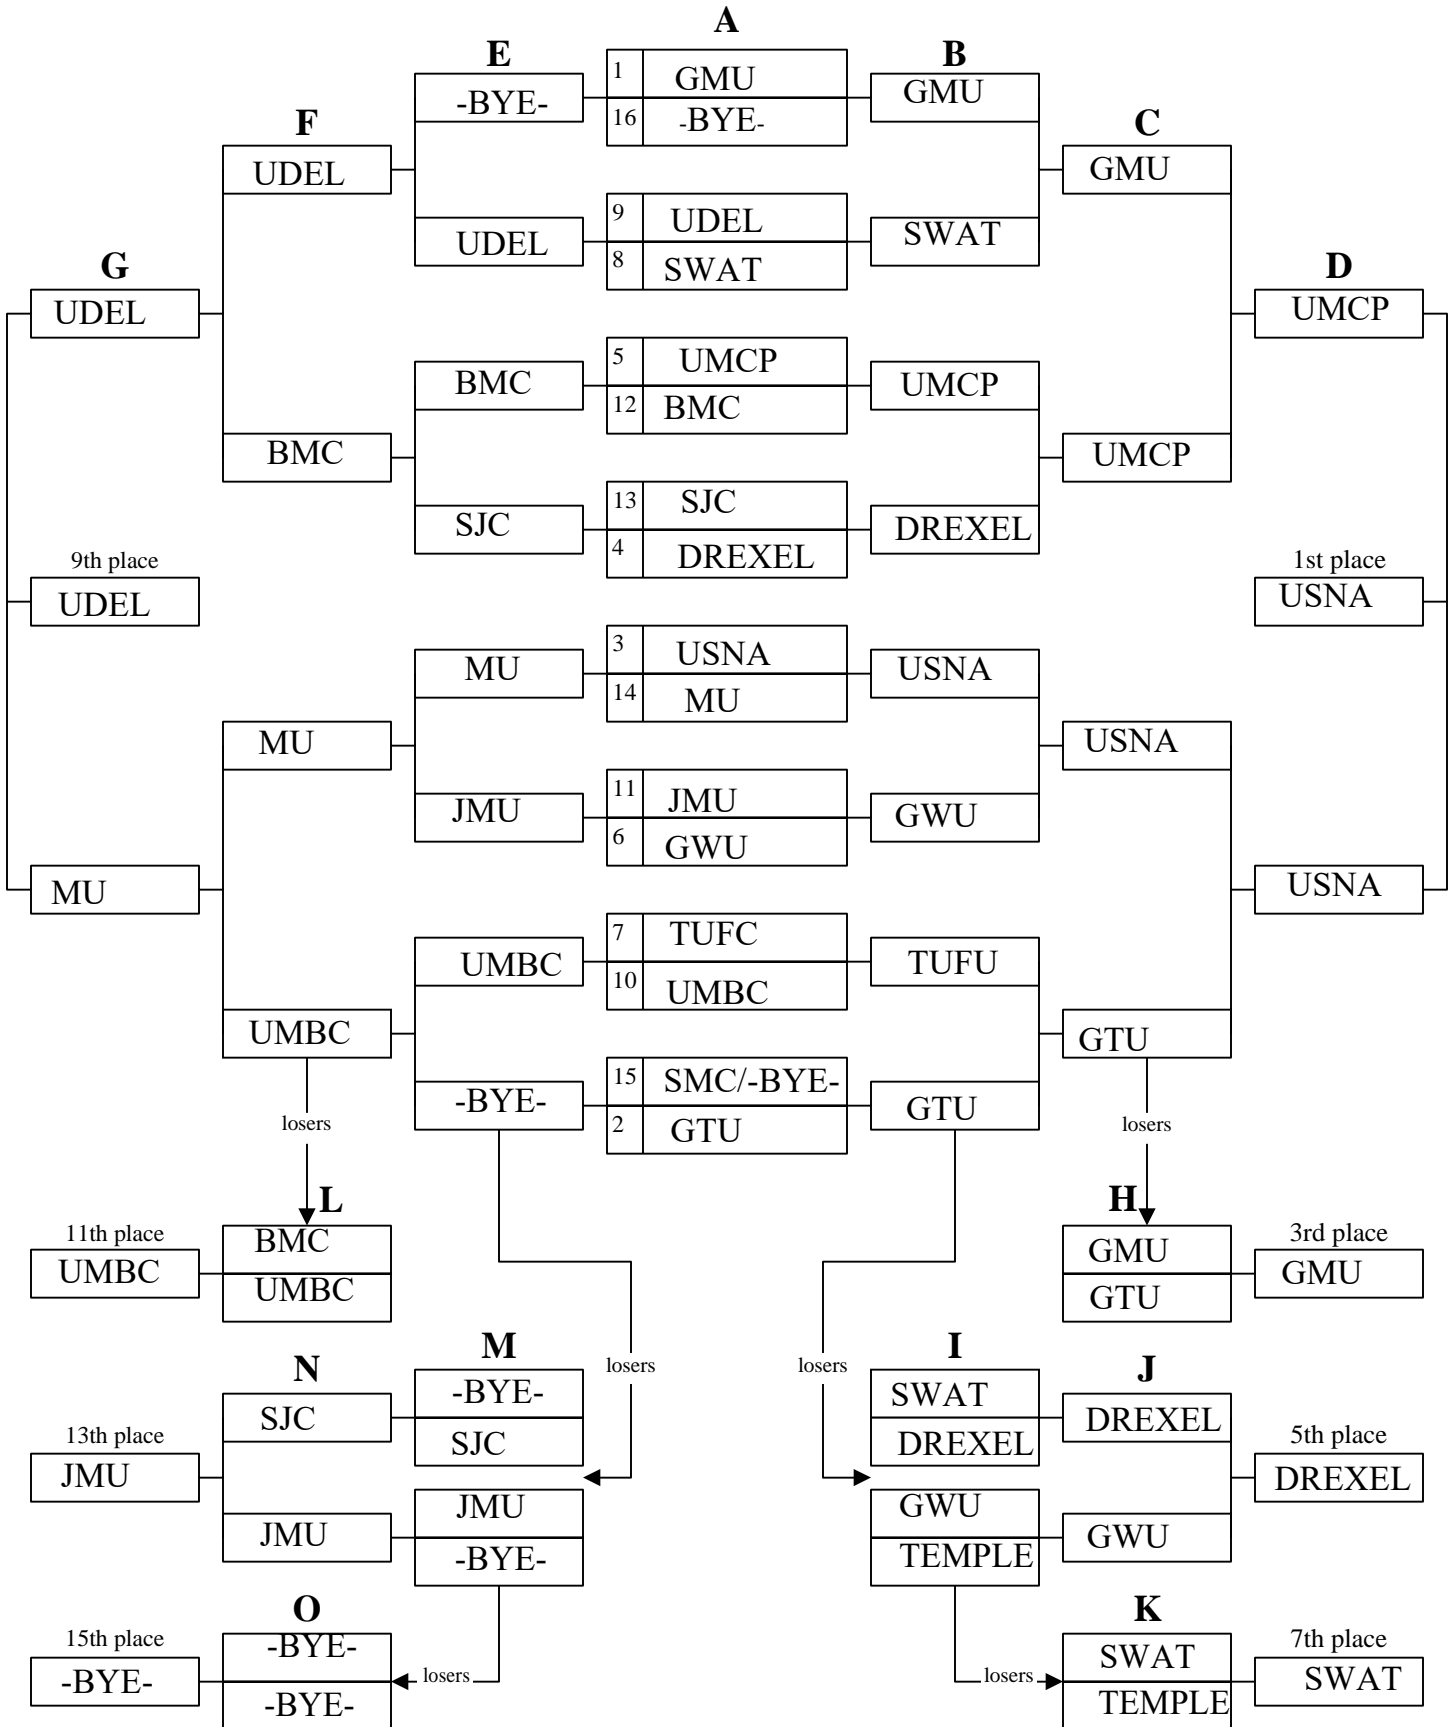 A
E
B
1 GMU
-BYE-
GMU
16 -BYE-
F
C
UDEL
GMU
9 UDEL
UDEL
SWAT
8 SWAT
G
D
UDEL
UMCP
5 UMCP
BMC
UMCP
12 BMC
BMC
UMCP
13 SJC
SJC
DREXEL
4 DREXEL
9th place
1st place
UDEL
USNA
3 USNA
MU
USNA
14 MU
MU
USNA
11 JMU
JMU
GWU
6 GWU
MU
USNA
7 TUFC
UMBC
TUFU
10 UMBC
UMBC
GTU
15 SMC/-BYE-
-BYE-
GTU
2 GTU
losers
losers
L
H
11th place
BMC
GMU
3rd place
UMBC
GMU
UMBC
GTU
N
M
losers
losers
I
J
-BYE-
SWAT
SJC
DREXEL
13th place
SJC
DREXEL
5th place
JMU
DREXEL
JMU
GWU
JMU
GWU
-BYE-
TEMPLE
O
K
15th place
-BYE-
SWAT
7th place
-BYE-
losers
losers
SWAT
-BYE-
TEMPLE